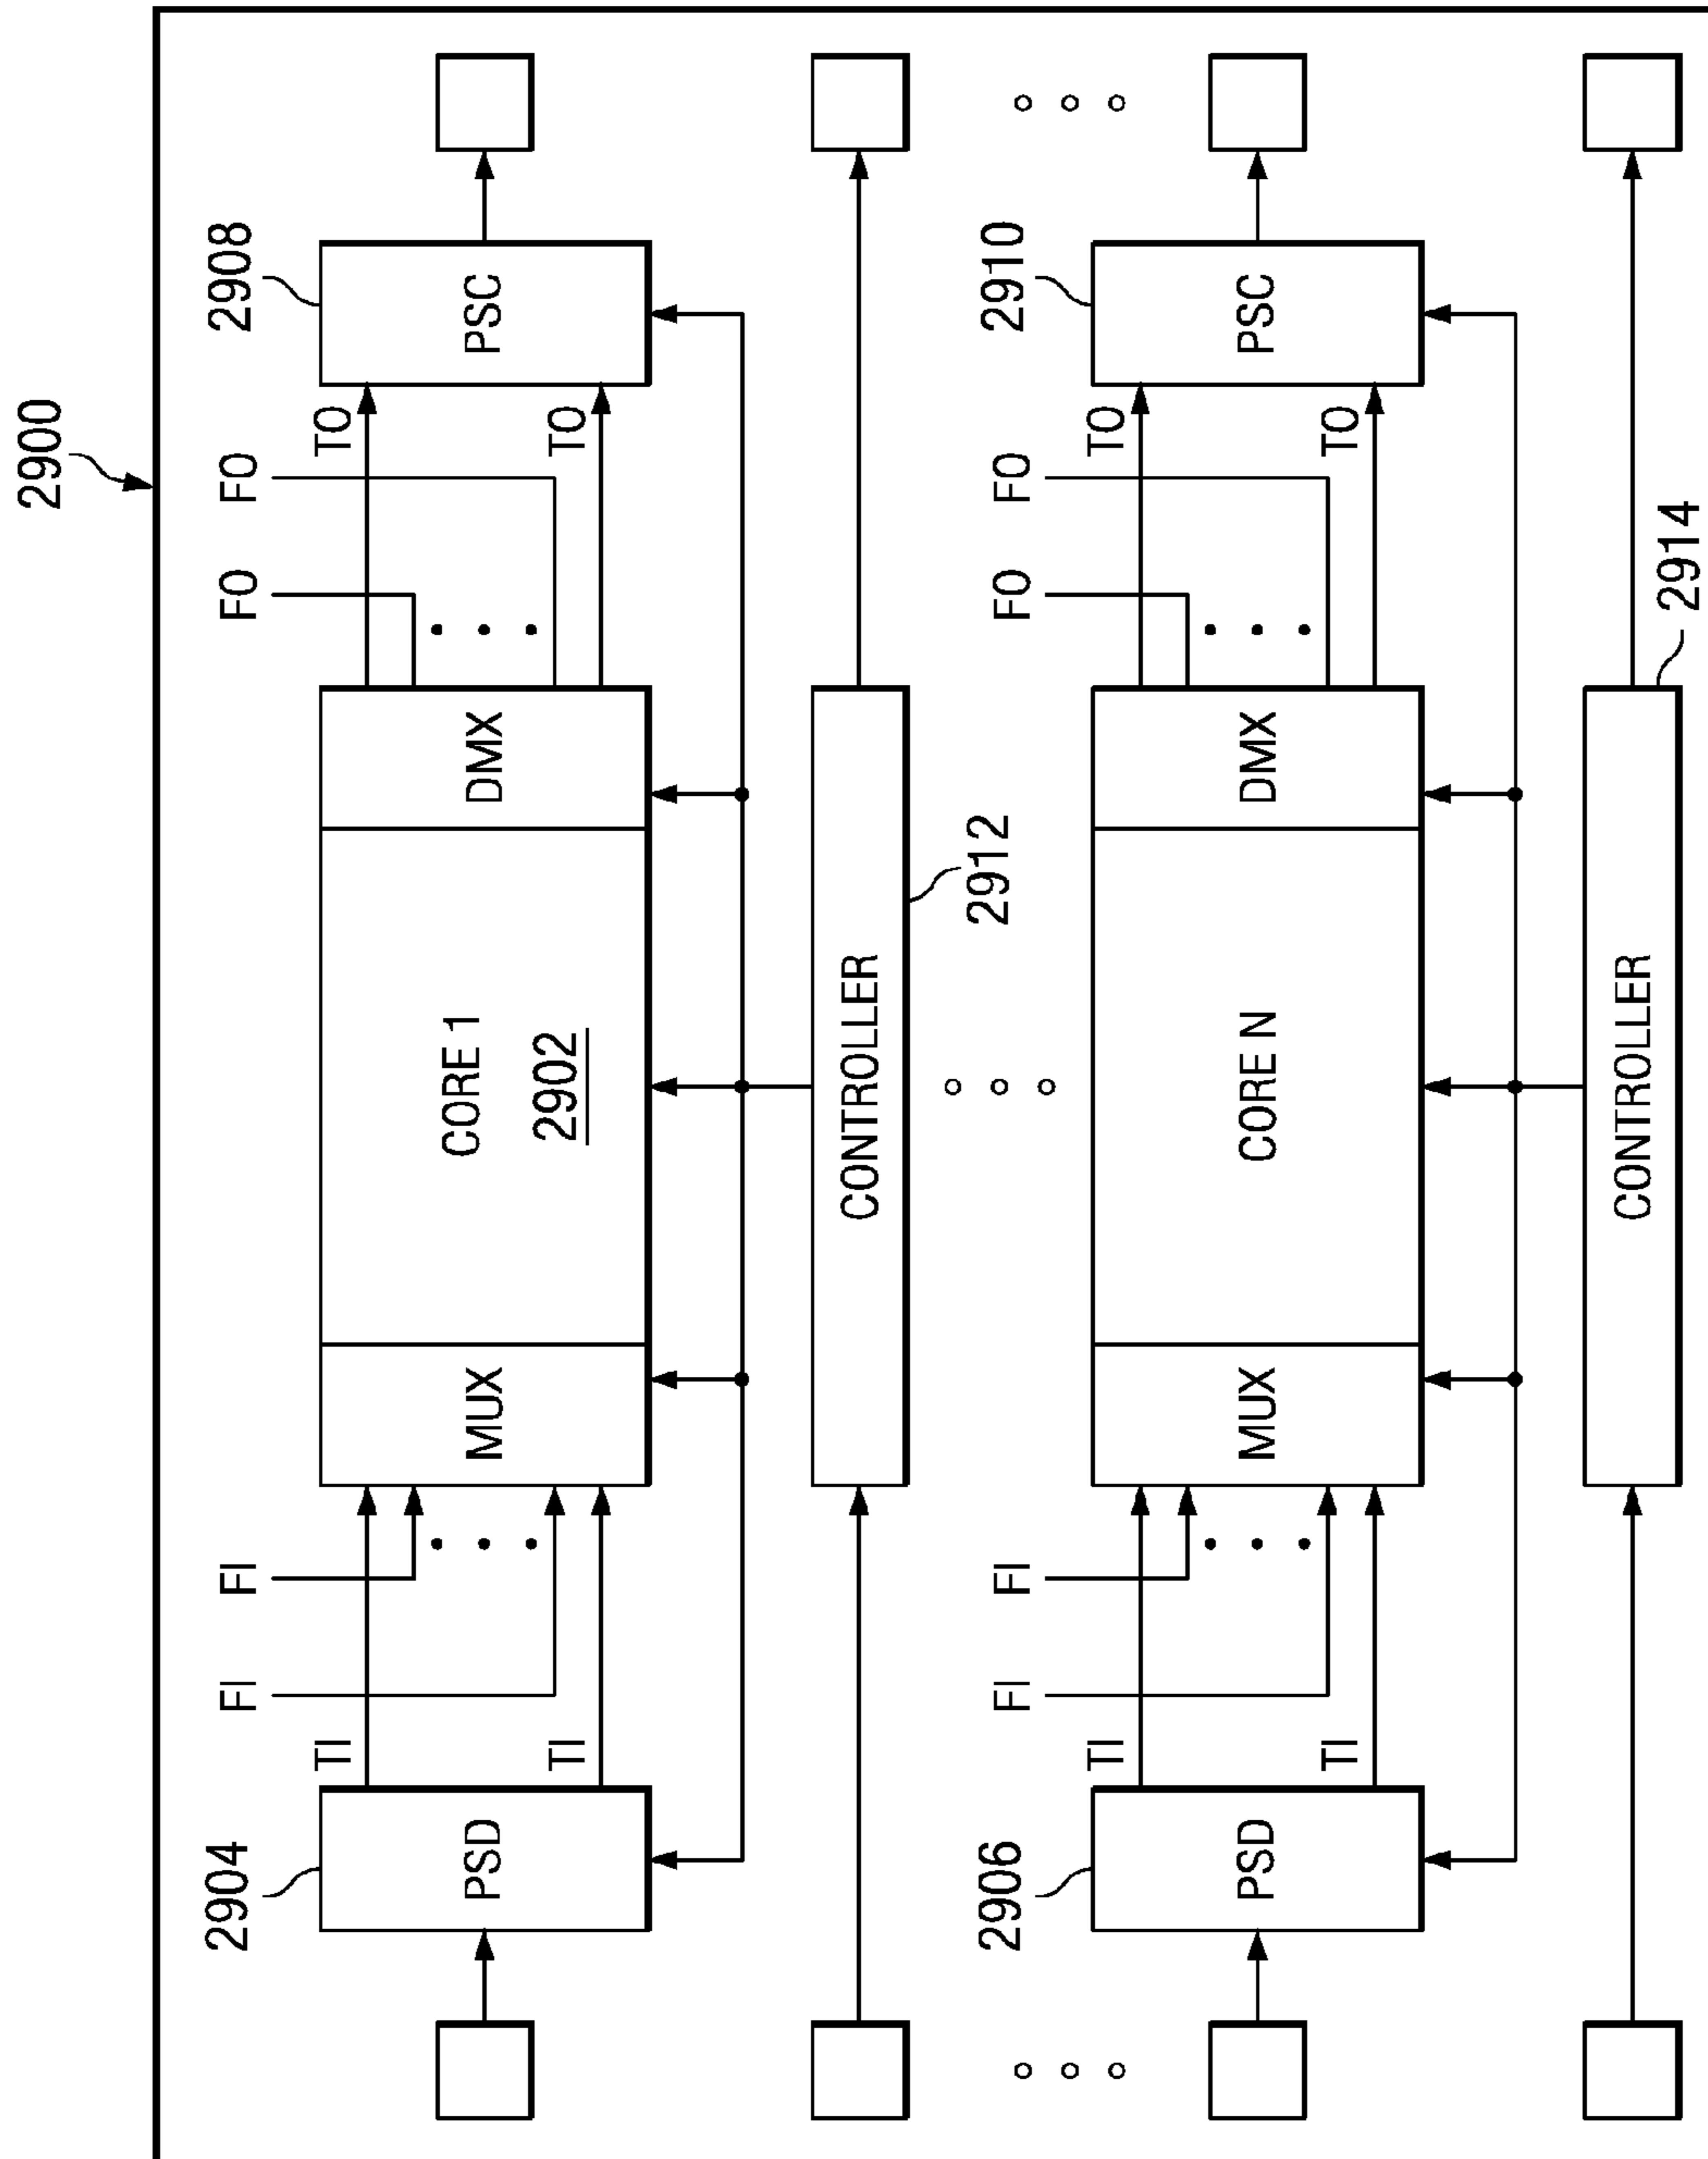 2900
2904
PSD
TI
TI
FI
FI
MUX
CORE 1
2902
DMX
FO
FO
TO
TO
2908
PSC
CONTROLLER
2912
2906
PSD
TI
TI
FI
FI
MUX
CORE N
DMX
FO
FO
TO
TO
2910
PSC
CONTROLLER
2914